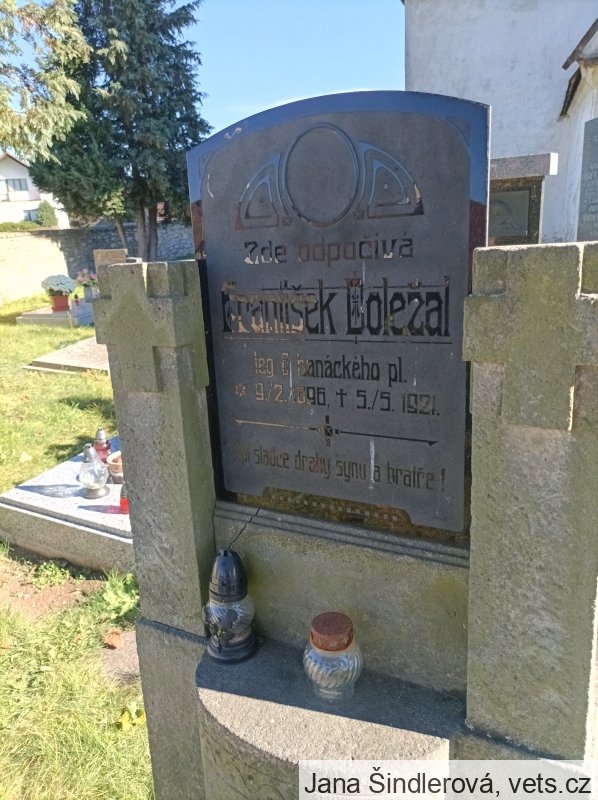 Zde odpočívá
František Doležal
leg. 6 hanáckého pl.
* 9./2. 1896. † 5./5. 1921.
Spi sladce drahý synu a bratře!
Jana Šindlerová, vets.cz